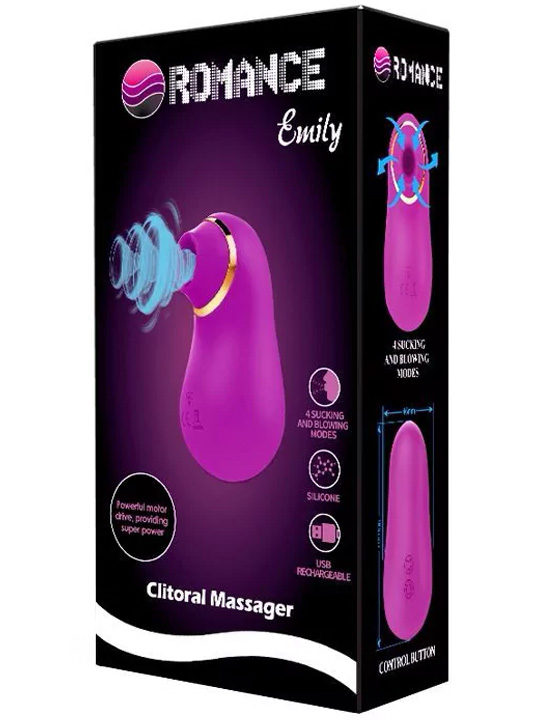 ROMANCE
Emily
4 SUCKING
AND BLOWING
MODES
SILICONE
USB
RECHARGEABLE
Powerful motor
drive, providing
super power
Clitoral Massager
ROMANCE
4 SUCKING
AND BLOWING
MODES
CONTROL BUTTON